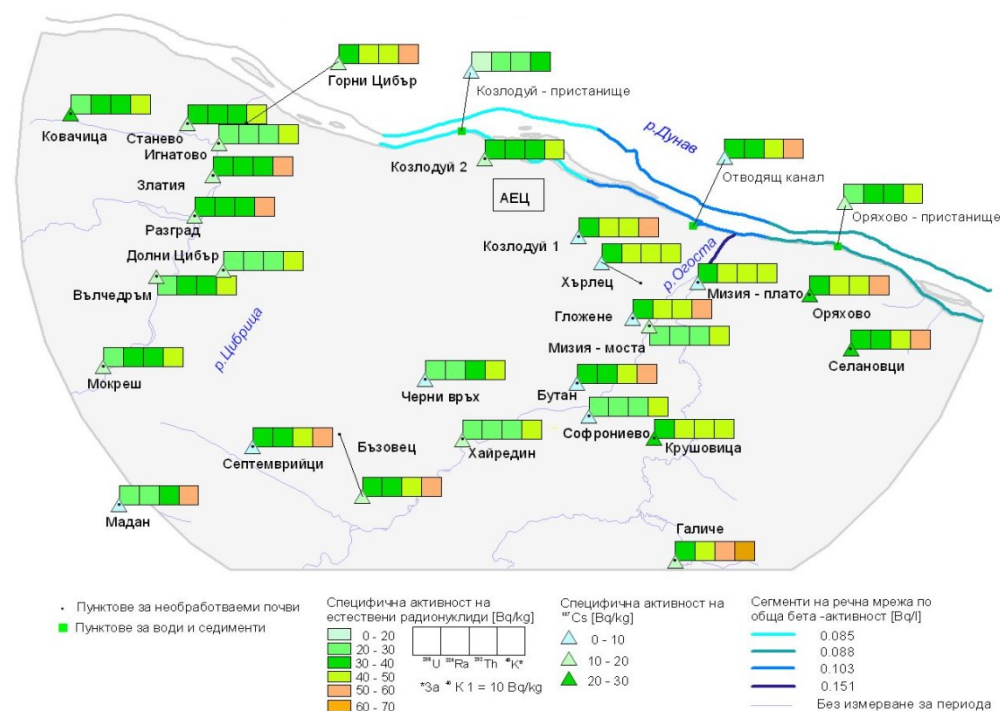 Горни Цибър
Козлодуй - пристанище
Ковачица
Станево
Игнатово
Козлодуй 2
р.Дунав
Отводящ канал
Златия
АЕЦ
Оряхово - пристанище
Разград
Козлодуй 1
Долни Цибър
Хърлец
р.Огоста
Вълчедръм
Мизия - плато
Оряхово
Гложене
р.Цибрица
Мизия - моста
Селановци
Мокреш
Черни връх
Бутан
Софрониево
Бъзовец
Хайредин
Крушовица
Септемврийци
Мадан
Галиче
Пунктове за необработваеми почви
Пунктове за води и седименти
Специфична активност на
естествени радионуклиди [Bq/kg]
0 - 20
20 - 30
30 - 40
40 - 50
50 - 60
60 - 70
²³⁸U ²²⁶Ra ²³²Th ⁴⁰K*
*За ⁴⁰ К 1 = 10 Bq/kg
Специфична активност на
¹³⁷Cs [Bq/kg]
0 - 10
10 - 20
20 - 30
Сегменти на речна мрежа по
обща бета -активност [Bq/l]
0.085
0.088
0.103
0.151
Без измерване за периода